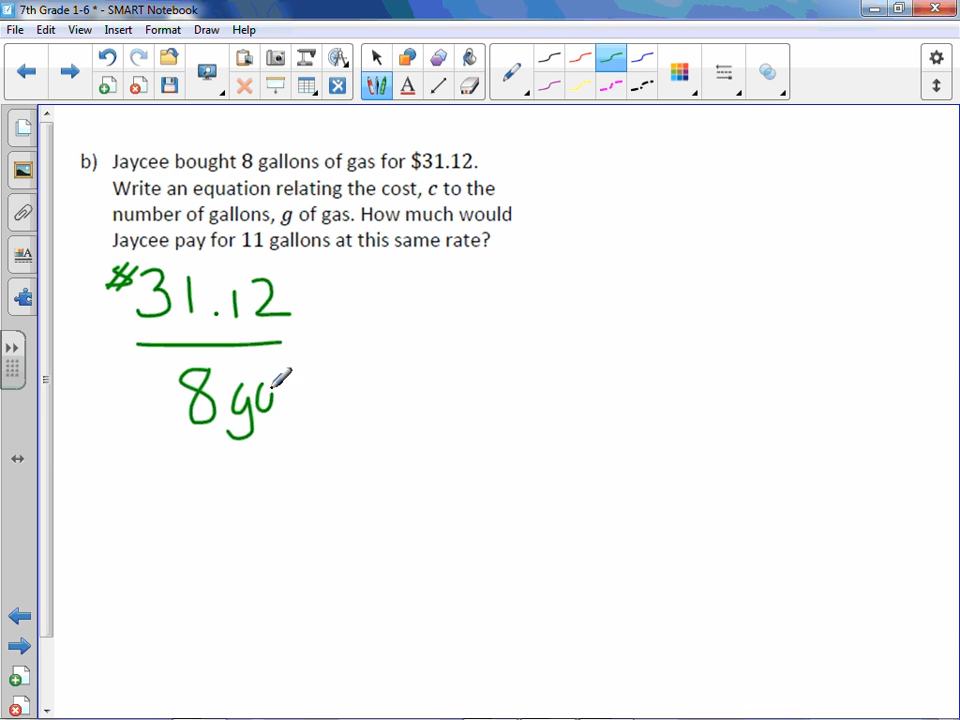 7th Grade 1-6 * - SMART Notebook
File Edit View Insert Format Draw Help
b) Jaycee bought 8 gallons of gas for $31.12.
Write an equation relating the cost, c to the
number of gallons, g of gas. How much would
Jaycee pay for 11 gallons at this same rate?
$31.12
8 ga